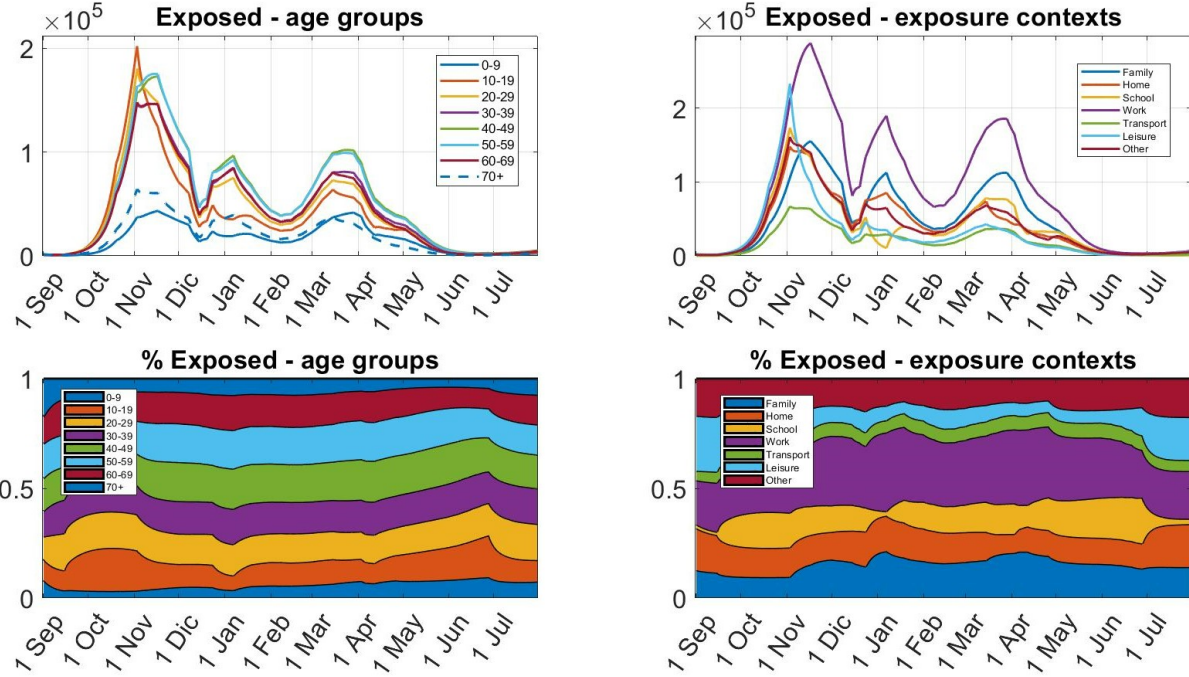 ×10⁵
Exposed - age groups
2
1
0
0-9
10-19
20-29
30-39
40-49
50-59
60-69
70+
1 Sep
1 Oct
1 Nov
1 Dic
1 Jan
1 Feb
1 Mar
1 Apr
1 May
1 Jun
1 Jul
×10⁵
Exposed - exposure contexts
2
1
0
Family
Home
School
Work
Transport
Leisure
Other
1 Sep
1 Oct
1 Nov
1 Dic
1 Jan
1 Feb
1 Mar
1 Apr
1 May
1 Jun
1 Jul
% Exposed - age groups
1
0.5
0
0-9
10-19
20-29
30-39
40-49
50-59
60-69
70+
1 Sep
1 Oct
1 Nov
1 Dic
1 Jan
1 Feb
1 Mar
1 Apr
1 May
1 Jun
1 Jul
% Exposed - exposure contexts
1
0.5
0
Family
Home
School
Work
Transport
Leisure
Other
1 Sep
1 Oct
1 Nov
1 Dic
1 Jan
1 Feb
1 Mar
1 Apr
1 May
1 Jun
1 Jul